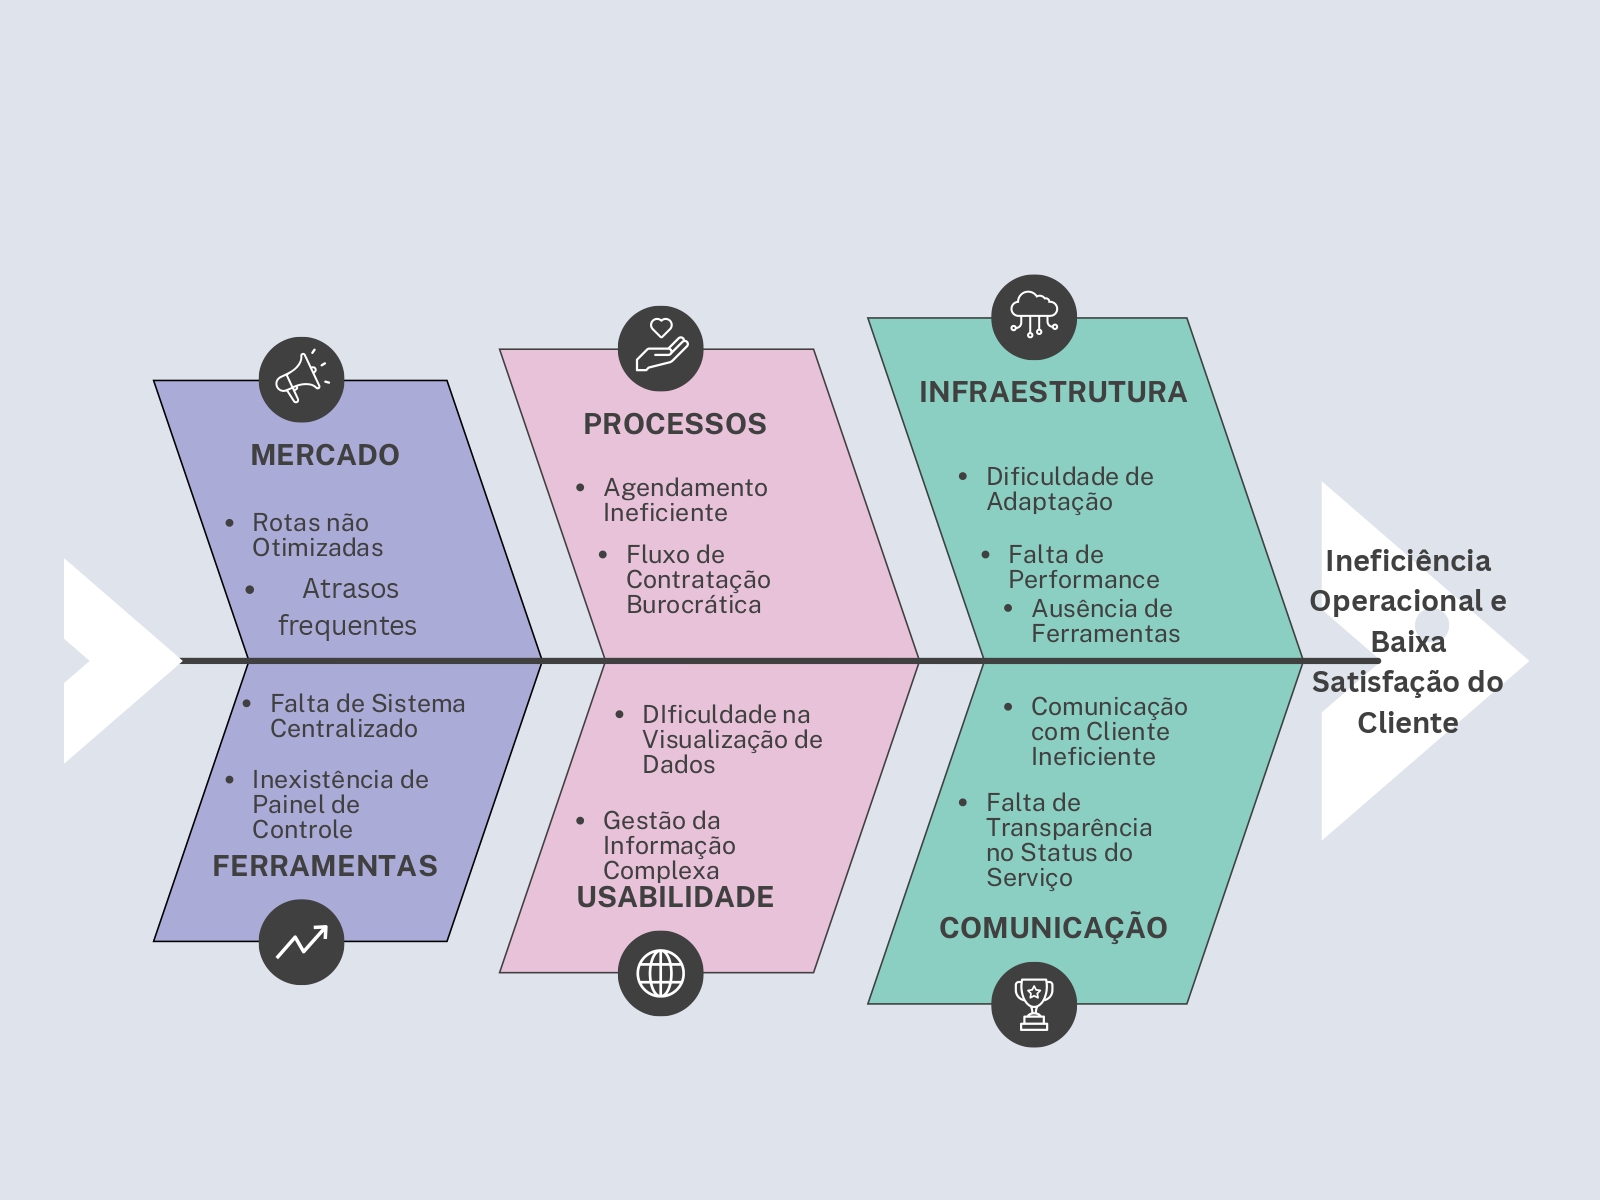 MERCADO
• Rotas não
Otimizadas
• Atrasos
frequentes
PROCESSOS
• Agendamento
Ineficiente
• Fluxo de
Contratação
Burocrática
INFRAESTRUTURA
• Dificuldade de
Adaptação
• Falta de
Performance
• Ausência de
Ferramentas
• Falta de Sistema
Centralizado
• Inexistência de
Painel de
Controle
FERRAMENTAS
• DIficuldade na
Visualização de
Dados
• Gestão da
Informação
Complexa
USABILIDADE
• Comunicação
com Cliente
Ineficiente
• Falta de
Transparência
no Status do
Serviço
COMUNICAÇÃO
Ineficiência
Operacional e
Baixa
Satisfação do
Cliente